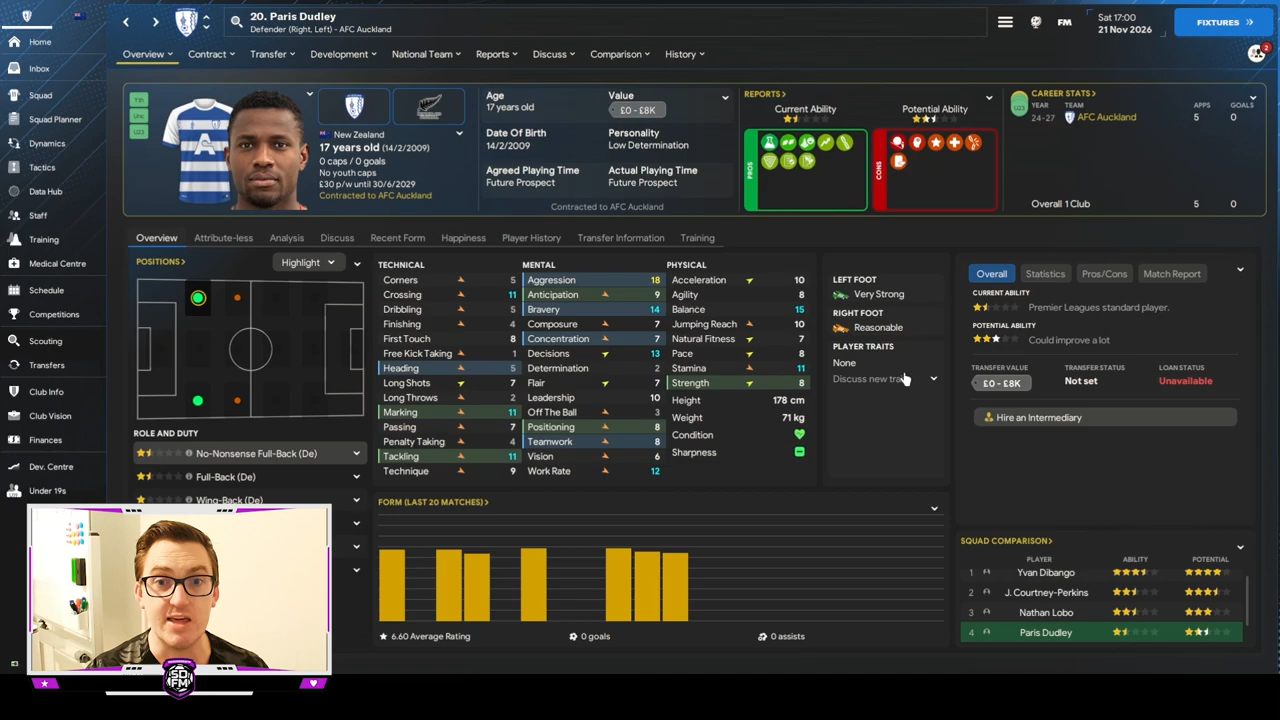 20. Paris Dudley
Defender (Right, Left) - AFC Auckland
FM
Sat 17:00
21 Nov 2026
FIXTURES
2
Overview
Contract
Transfer
Development
National Team
Reports
Discuss
Comparison
History
Home
Inbox
Squad
Squad Planner
Dynamics
Tactics
Data Hub
Staff
Training
Medical Centre
Schedule
Competitions
Scouting
Transfers
Club Info
Club Vision
Finances
Dev. Centre
Under 19s
Trn
Unc
U23
A
New Zealand
17 years old (14/2/2009)
0 caps / 0 goals
No youth caps
£30 p/w until 30/6/2029
Contracted to AFC Auckland
Age
17 years old
Value
£0 - £8K
Date Of Birth
14/2/2009
Personality
Low Determination
Agreed Playing Time
Future Prospect
Actual Playing Time
Future Prospect
Contracted to AFC Auckland
REPORTS >
Current Ability
Potential Ability
PROS
CONS
U23
CAREER STATS >
YEAR TEAM APPS GOALS
24-27 AFC Auckland 5 0
Overall 1 Club 5 0
Overview
Attribute-less
Analysis
Discuss
Recent Form
Happiness
Player History
Transfer Information
Training
POSITIONS >
Highlight
ROLE AND DUTY
No-Nonsense Full-Back (De)
Full-Back (De)
Wing-Back (De)
TECHNICAL
Corners 5
Crossing 11
Dribbling 5
Finishing 4
First Touch 8
Free Kick Taking 1
Heading 5
Long Shots 7
Long Throws 2
Marking 11
Passing 7
Penalty Taking 4
Tackling 11
Technique 9
MENTAL
Aggression 18
Anticipation 9
Bravery 14
Composure 7
Concentration 7
Decisions 13
Determination 2
Flair 7
Leadership 10
Off The Ball 3
Positioning 8
Teamwork 8
Vision 6
Work Rate 12
PHYSICAL
Acceleration 10
Agility 8
Balance 15
Jumping Reach 10
Natural Fitness 7
Pace 8
Stamina 11
Strength 8
Height 178 cm
Weight 71 kg
Condition
Sharpness
LEFT FOOT
Very Strong
RIGHT FOOT
Reasonable
PLAYER TRAITS
None
Discuss new
Overall
Statistics
Pros/Cons
Match Report
CURRENT ABILITY
Premier Leagues standard player.
POTENTIAL ABILITY
Could improve a lot
TRANSFER VALUE
£0 - £8K
TRANSFER STATUS
Not set
LOAN STATUS
Unavailable
Hire an Intermediary
FORM (LAST 20 MATCHES) >
6.60 Average Rating
0 goals
0 assists
SQUAD COMPARISON >
PLAYER ABILITY POTENTIAL
1 Yvan Dibango
2 J. Courtney-Perkins
3 Nathan Lobo
4 Paris Dudley
SD
FM